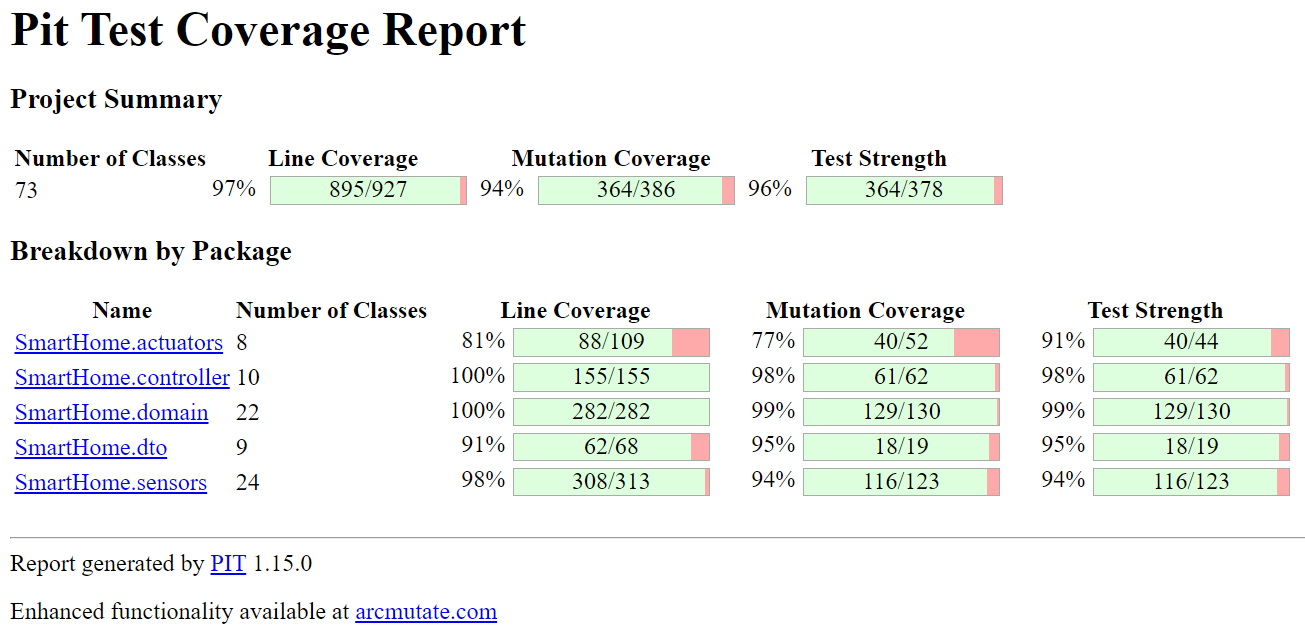 Pit Test Coverage Report
Project Summary
Number of Classes Line Coverage Mutation Coverage Test Strength
73 97% 895/927 94% 364/386 96% 364/378
Breakdown by Package
Name Number of Classes Line Coverage Mutation Coverage Test Strength
SmartHome.actuators 8 81% 88/109 77% 40/52 91% 40/44
SmartHome.controller 10 100% 155/155 98% 61/62 98% 61/62
SmartHome.domain 22 100% 282/282 99% 129/130 99% 129/130
SmartHome.dto 9 91% 62/68 95% 18/19 95% 18/19
SmartHome.sensors 24 98% 308/313 94% 116/123 94% 116/123
Report generated by PIT 1.15.0
Enhanced functionality available at arcmutate.com